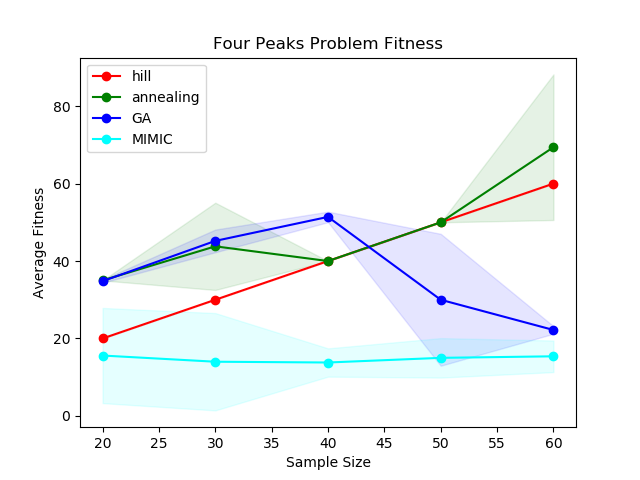 Four Peaks Problem Fitness
hill
annealing
GA
MIMIC
80
60
40
20
0
Average Fitness
20 25 30 35 40 45 50 55 60
Sample Size